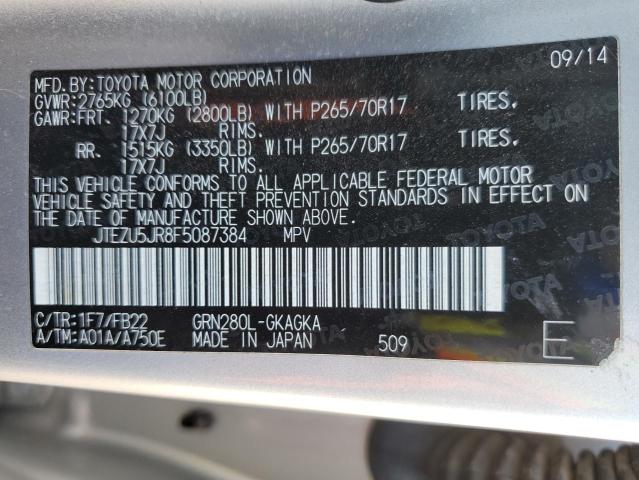 09/14
MFD.BY:TOYOTA MOTOR CORPORATION
GVWR:2765KG (6100LB)
GAWR:FRT. 1270KG (2800LB) WITH P265/70R17 TIRES.
17X7J RIMS.
RR. 1515KG (3350LB) WITH P265/70R17 TIRES.
17X7J RIMS.
THIS VEHICLE CONFORMS TO ALL APPLICABLE FEDERAL MOTOR
VEHICLE SAFETY AND THEFT PREVENTION STANDARDS IN EFFECT ON
THE DATE OF MANUFACTURE SHOWN ABOVE.
JTEZU5JR8F5087384 MPV
C/TR:1F7/FB22 GRN280L-GKAGKA
A/TM:A01A/A750E MADE IN JAPAN 509 E